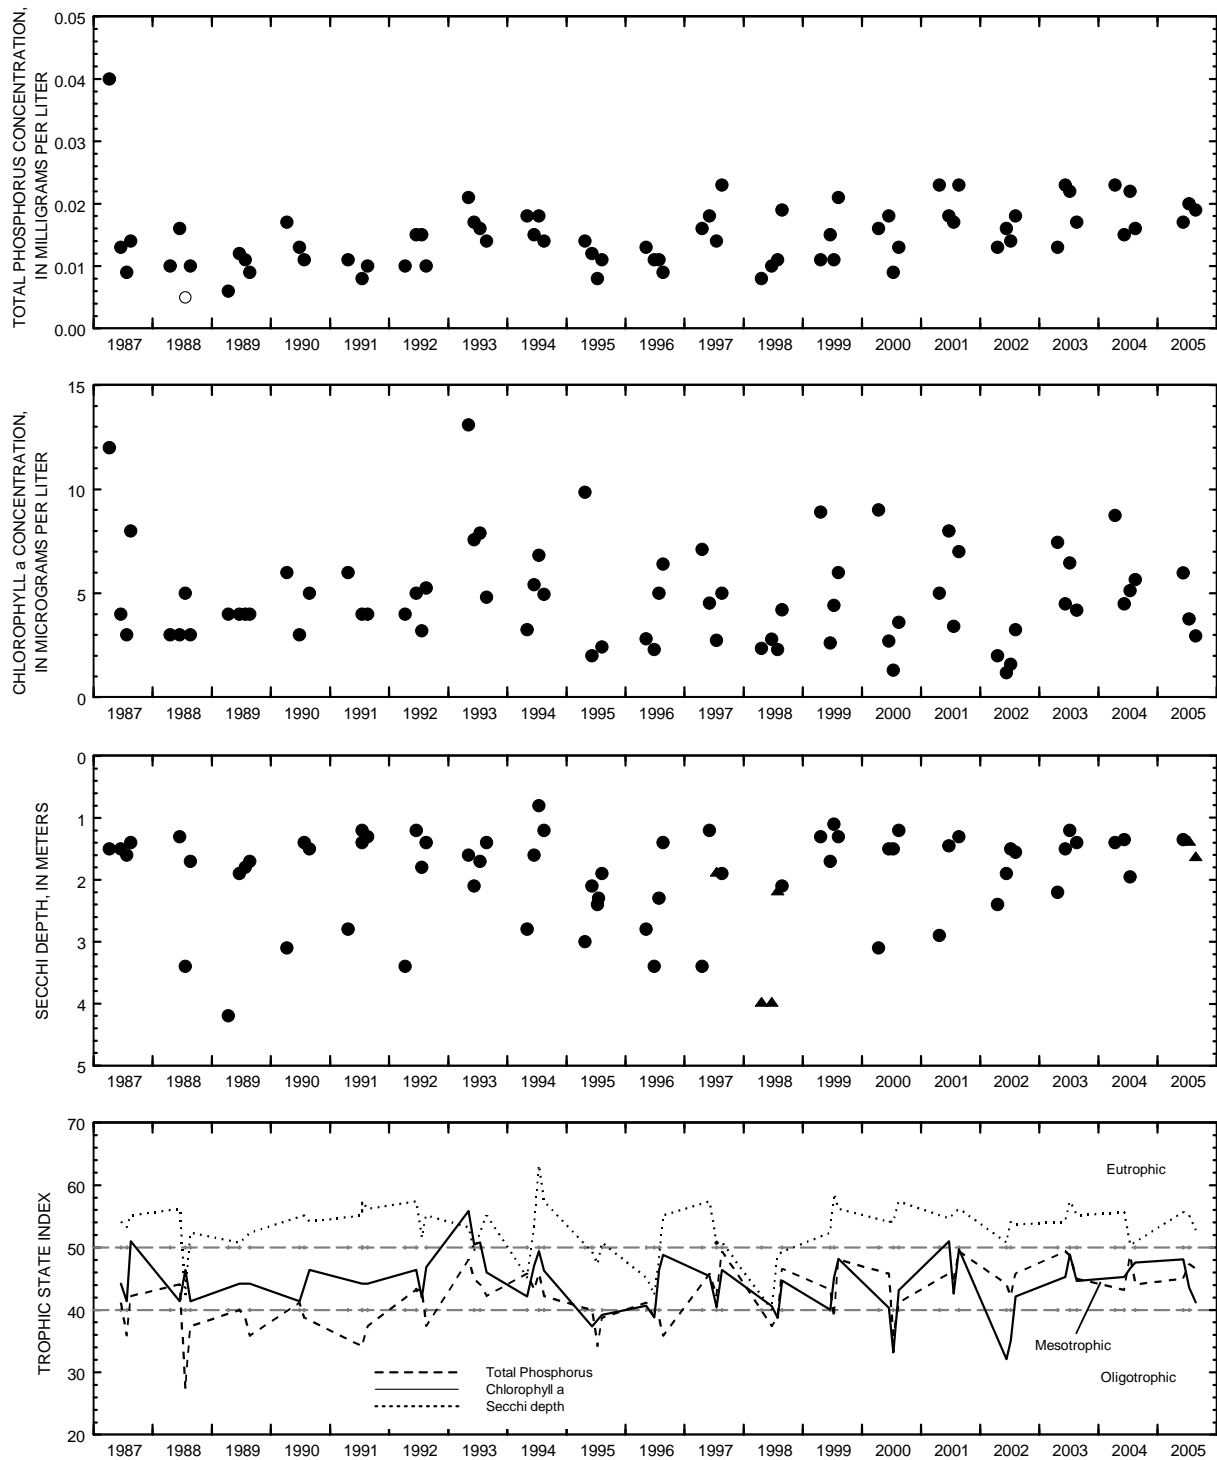 TOTAL PHOSPHORUS CONCENTRATION,
IN MILLIGRAMS PER LITER
0.05
0.04
0.03
0.02
0.01
0.00
1987 1988 1989 1990 1991 1992 1993 1994 1995 1996 1997 1998 1999 2000 2001 2002 2003 2004 2005
CHLOROPHYLL a CONCENTRATION,
IN MICROGRAMS PER LITER
15
10
5
0
1987 1988 1989 1990 1991 1992 1993 1994 1995 1996 1997 1998 1999 2000 2001 2002 2003 2004 2005
SECCHI DEPTH, IN METERS
0
1
2
3
4
5
1987 1988 1989 1990 1991 1992 1993 1994 1995 1996 1997 1998 1999 2000 2001 2002 2003 2004 2005
TROPHIC STATE INDEX
70
60
50
40
30
20
Eutrophic
Mesotrophic
Oligotrophic
Total Phosphorus
Chlorophyll a
Secchi depth
1987 1988 1989 1990 1991 1992 1993 1994 1995 1996 1997 1998 1999 2000 2001 2002 2003 2004 2005